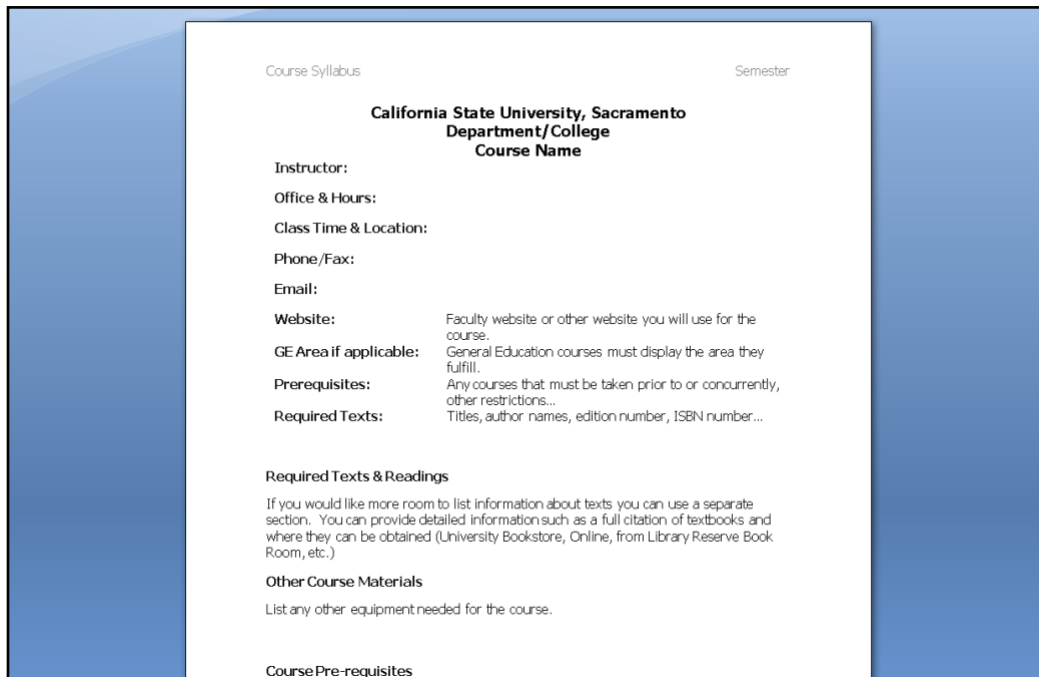 Course Syllabus Semester
California State University, Sacramento
Department/College
Course Name
Instructor:
Office & Hours:
Class Time & Location:
Phone/Fax:
Email:
Website: Faculty website or other website you will use for the
course.
GE Area if applicable: General Education courses must display the area they
fulfill.
Prerequisites: Any courses that must be taken prior to or concurrently,
other restrictions...
Required Texts: Titles, author names, edition number, ISBN number...
Required Texts & Readings
If you would like more room to list information about texts you can use a separate
section. You can provide detailed information such as a full citation of textbooks and
where they can be obtained (University Bookstore, Online, from Library Reserve Book
Room, etc.)
Other Course Materials
List any other equipment needed for the course.
Course Pre-requisites